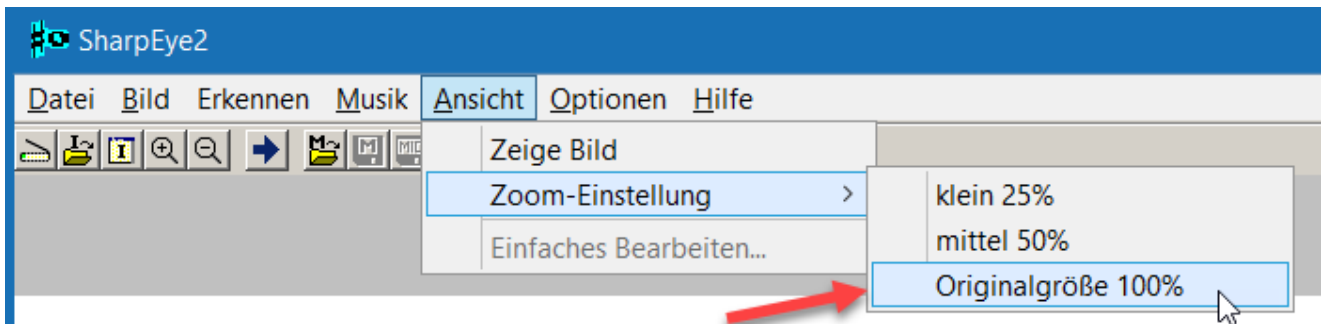 SharpEye2
Datei Bild Erkennen Musik Ansicht Optionen Hilfe
I I M M MID
Zeige Bild
Zoom-Einstellung >
klein 25%
Einfaches Bearbeiten...
mittel 50%
Originalgröße 100%